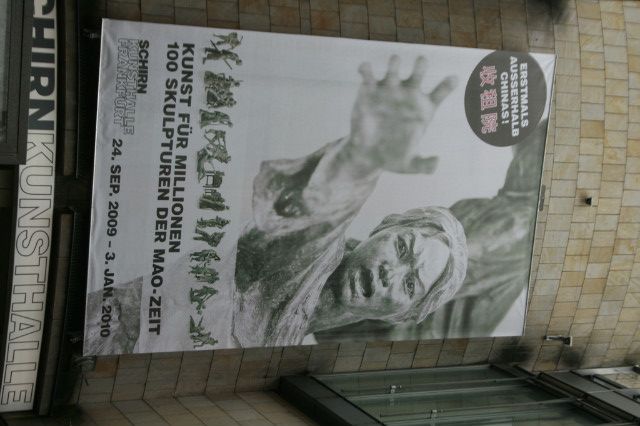 ERSTMALS
AUSSERHALB
CHINAS!
收租院
KUNST FÜR MILLIONEN
100 SKULPTUREN DER MAO-ZEIT
SCHIRN
KUNSTHALLE
FRANKFURT
24. SEP. 2009 – 3. JAN. 2010
SCHIRN KUNSTHALLE